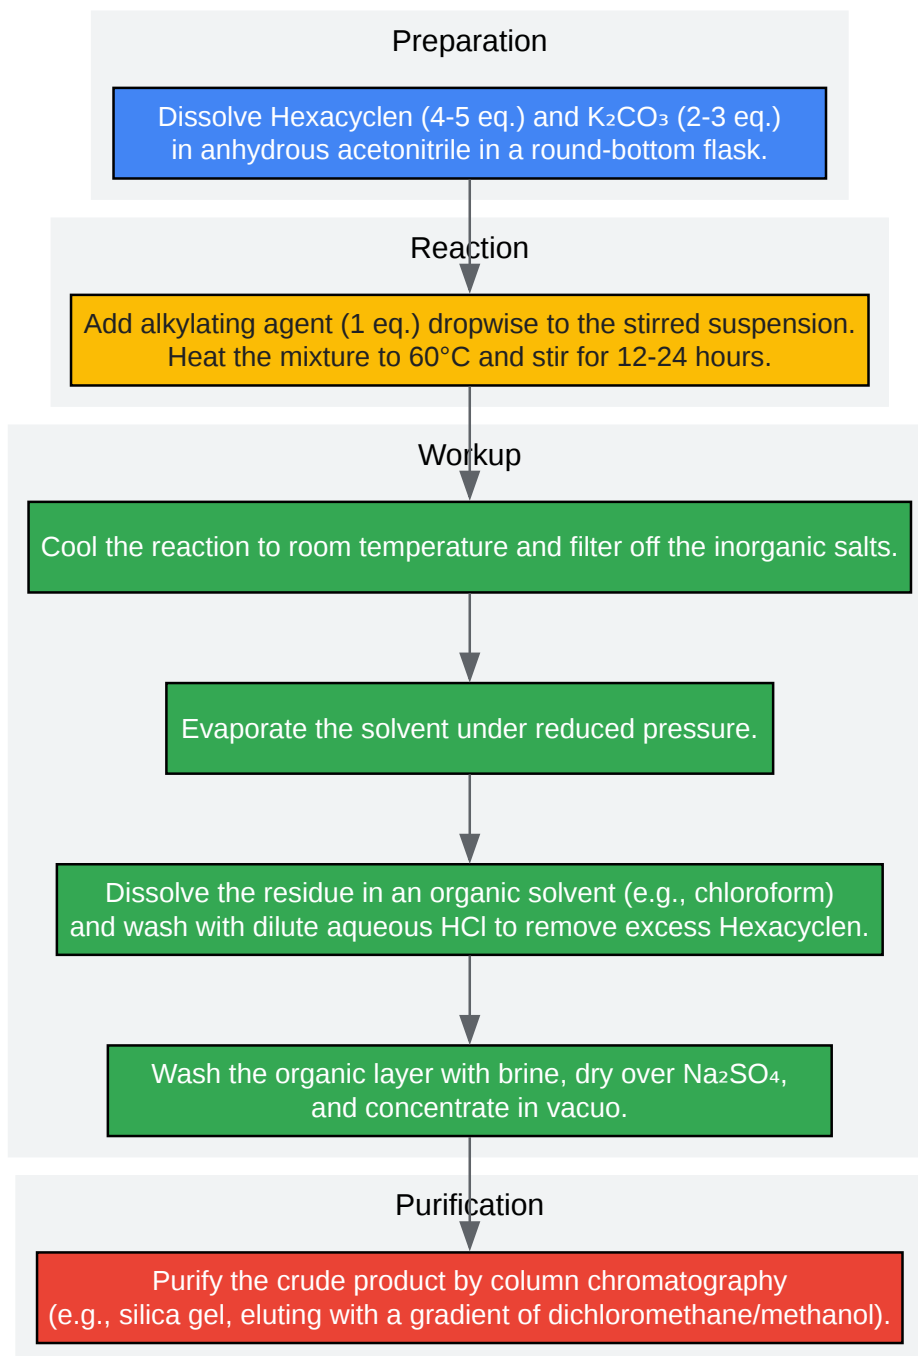 Preparation
Dissolve Hexacyclen (4-5 eq.) and K₂CO₃ (2-3 eq.)
in anhydrous acetonitrile in a round-bottom flask.
Reaction
Add alkylating agent (1 eq.) dropwise to the stirred suspension.
Heat the mixture to 60°C and stir for 12-24 hours.
Workup
Cool the reaction to room temperature and filter off the inorganic salts.
Evaporate the solvent under reduced pressure.
Dissolve the residue in an organic solvent (e.g., chloroform)
and wash with dilute aqueous HCl to remove excess Hexacyclen.
Wash the organic layer with brine, dry over Na₂SO₄,
and concentrate in vacuo.
Purification
Purify the crude product by column chromatography
(e.g., silica gel, eluting with a gradient of dichloromethane/methanol).